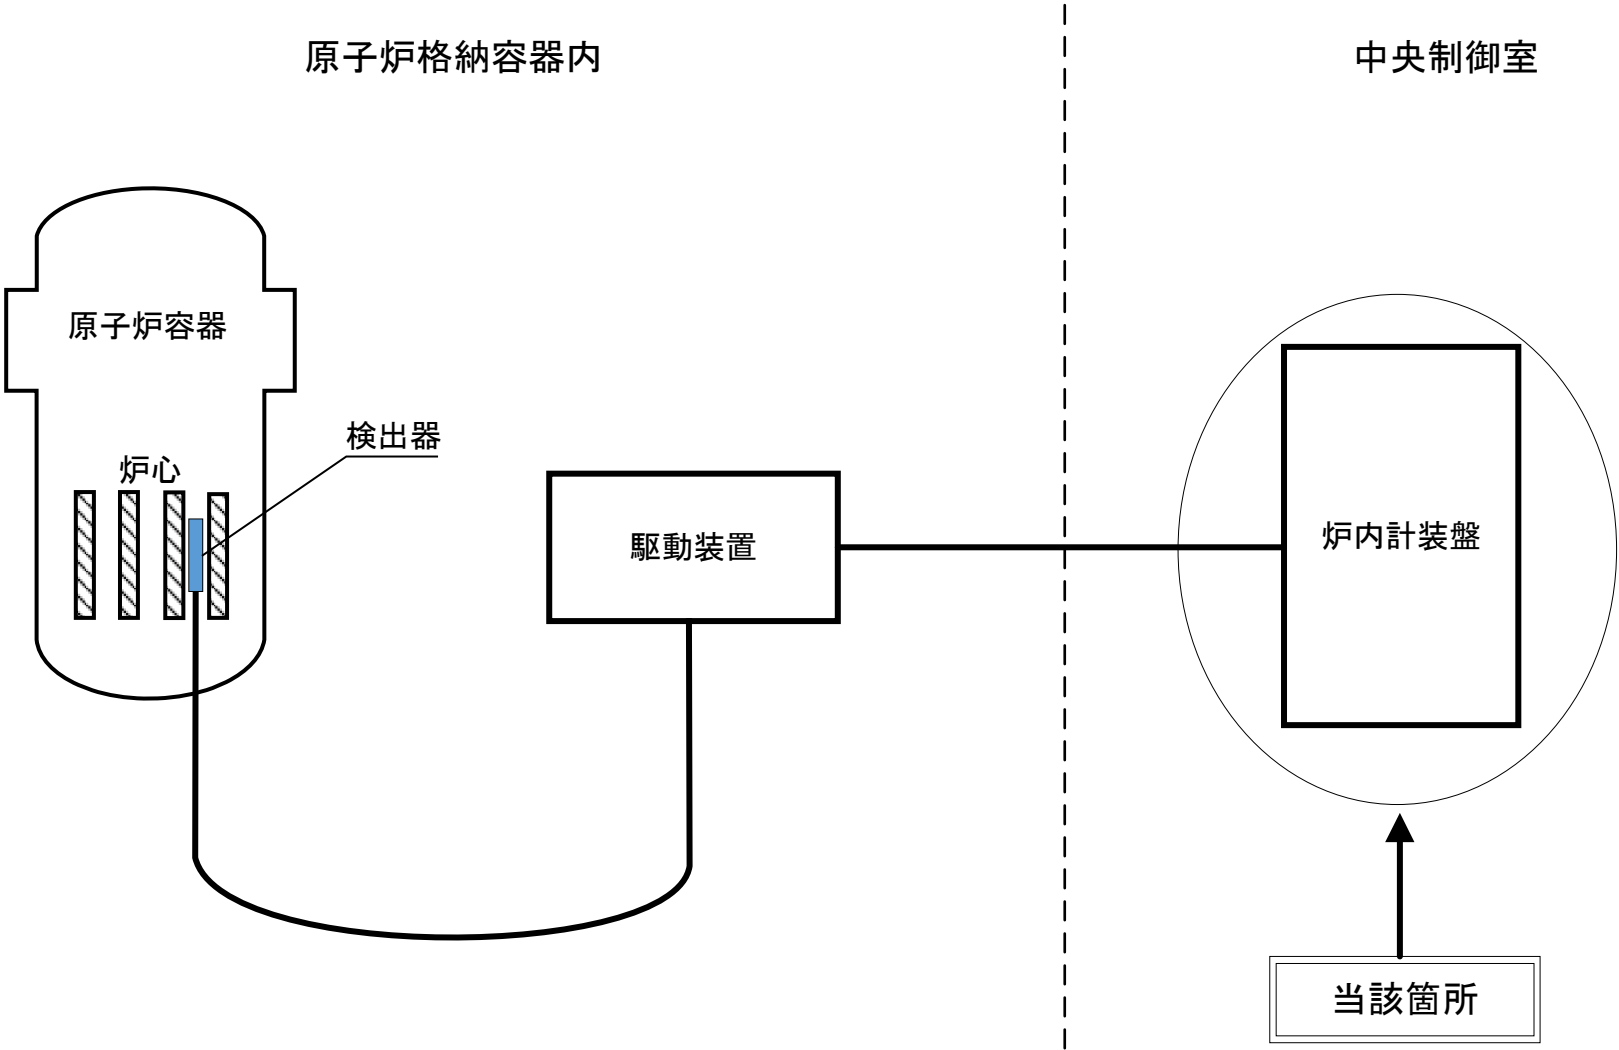 原子炉格納容器内
中央制御室
原子炉容器
検出器
炉心
駆動装置
炉内計装盤
当該箇所